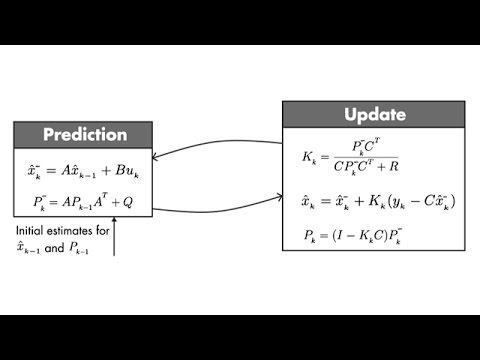 Prediction
x̂ₖ⁻ = Ax̂ₖ₋₁ + Buₖ
Pₖ⁻ = APₖ₋₁Aᵀ + Q
Initial estimates for
x̂ₖ₋₁ and Pₖ₋₁
Update
Kₖ = Pₖ⁻Cᵀ / (CPₖ⁻Cᵀ + R)
x̂ₖ = x̂ₖ⁻ + Kₖ(yₖ − Cx̂ₖ⁻)
Pₖ = (I − KₖC)Pₖ⁻